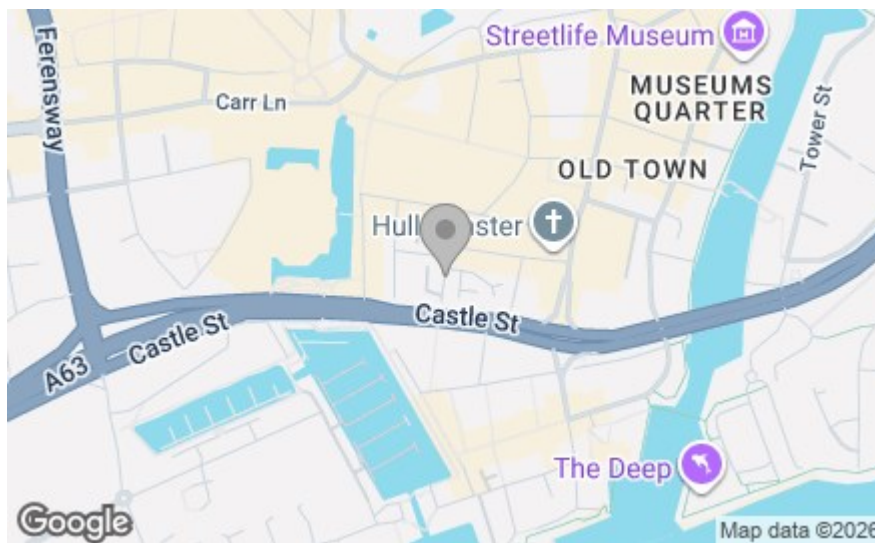 Ferensway
Streetlife Museum
MUSEUMS
QUARTER
Carr Ln
Tower St
OLD TOWN
Hull
Castle St
Castle St
A63
The Deep
Google
Map data ©2026